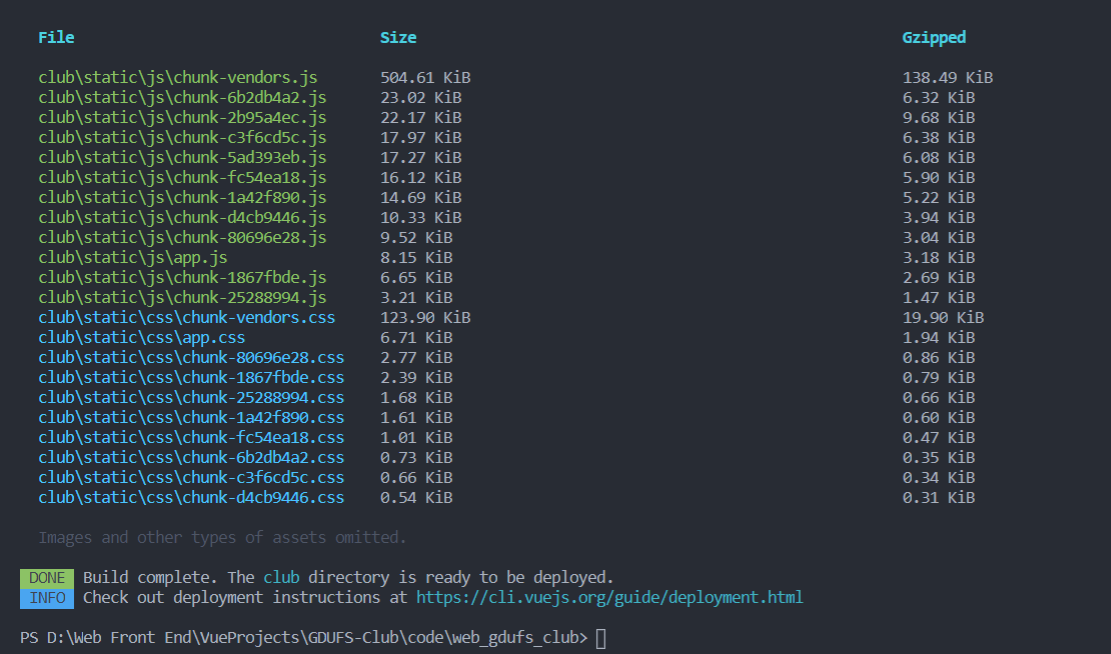 File Size Gzipped
club\static\js\chunk-vendors.js 504.61 KiB 138.49 KiB
club\static\js\chunk-6b2db4a2.js 23.02 KiB 6.32 KiB
club\static\js\chunk-2b95a4ec.js 22.17 KiB 9.68 KiB
club\static\js\chunk-c3f6cd5c.js 17.97 KiB 6.38 KiB
club\static\js\chunk-5ad393eb.js 17.27 KiB 6.08 KiB
club\static\js\chunk-fc54ea18.js 16.12 KiB 5.90 KiB
club\static\js\chunk-1a42f890.js 14.69 KiB 5.22 KiB
club\static\js\chunk-d4cb9446.js 10.33 KiB 3.94 KiB
club\static\js\chunk-80696e28.js 9.52 KiB 3.04 KiB
club\static\js\app.js 8.15 KiB 3.18 KiB
club\static\js\chunk-1867fbde.js 6.65 KiB 2.69 KiB
club\static\js\chunk-25288994.js 3.21 KiB 1.47 KiB
club\static\css\chunk-vendors.css 123.90 KiB 19.90 KiB
club\static\css\app.css 6.71 KiB 1.94 KiB
club\static\css\chunk-80696e28.css 2.77 KiB 0.86 KiB
club\static\css\chunk-1867fbde.css 2.39 KiB 0.79 KiB
club\static\css\chunk-25288994.css 1.68 KiB 0.66 KiB
club\static\css\chunk-1a42f890.css 1.61 KiB 0.60 KiB
club\static\css\chunk-fc54ea18.css 1.01 KiB 0.47 KiB
club\static\css\chunk-6b2db4a2.css 0.73 KiB 0.35 KiB
club\static\css\chunk-c3f6cd5c.css 0.66 KiB 0.34 KiB
club\static\css\chunk-d4cb9446.css 0.54 KiB 0.31 KiB
Images and other types of assets omitted.
DONE Build complete. The club directory is ready to be deployed.
INFO Check out deployment instructions at https://cli.vuejs.org/guide/deployment.html
PS D:\Web Front End\VueProjects\GDUFS-Club\code\web_gdufs_club>